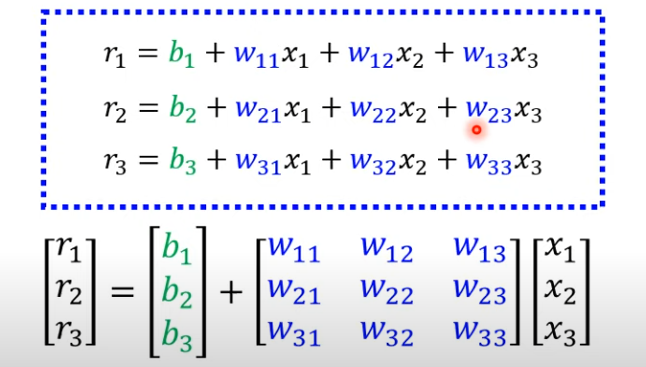 r₁ = b₁ + w₁₁x₁ + w₁₂x₂ + w₁₃x₃
r₂ = b₂ + w₂₁x₁ + w₂₂x₂ + w₂₃x₃
r₃ = b₃ + w₃₁x₁ + w₃₂x₂ + w₃₃x₃
[r₁] [b₁] [w₁₁ w₁₂ w₁₃] [x₁]
[r₂] = [b₂] + [w₂₁ w₂₂ w₂₃] [x₂]
[r₃] [b₃] [w₃₁ w₃₂ w₃₃] [x₃]